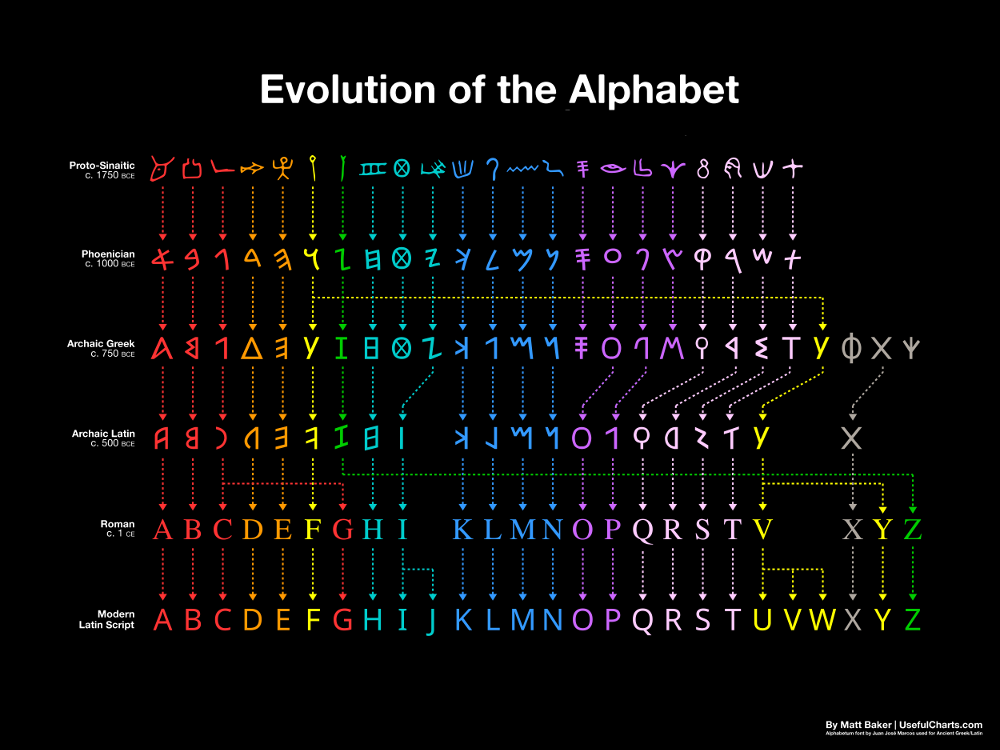 Evolution of the Alphabet
Proto-Sinaitic
c. 1750 BCE
Phoenician
c. 1000 BCE
𐤀 𐤁 𐤂 𐤃 𐤄 𐤅 𐤆 𐤇 𐤈 𐤉 𐤊 𐤋 𐤌 𐤍 𐤎 𐤏 𐤐 𐤑 𐤒 𐤓 𐤔 𐤕
Archaic Greek
c. 750 BCE
Archaic Latin
c. 500 BCE
Roman
c. 1 CE
A B C D E F G H I K L M N O P Q R S T V X Y Z
Modern
Latin Script
A B C D E F G H I J K L M N O P Q R S T U V W X Y Z
By Matt Baker | UsefulCharts.com
Alphabetum font by Juan José Marcos used for Ancient Greek/Latin